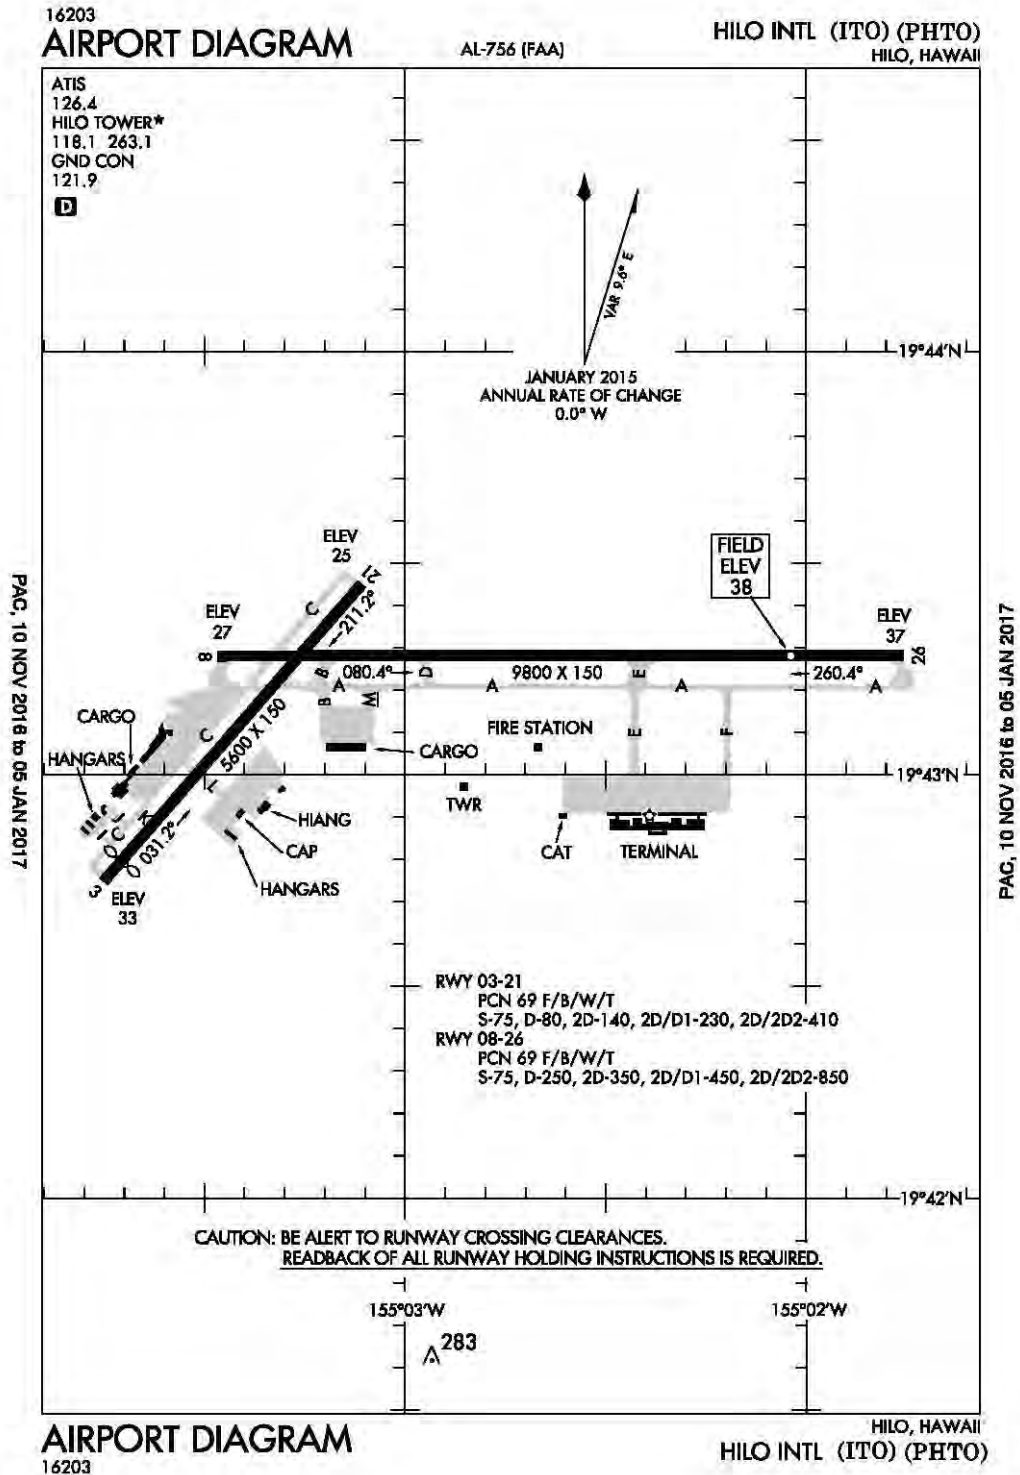 16203
AIRPORT DIAGRAM
AL-756 (FAA)
HILO INTL (ITO) (PHTO)
HILO, HAWAII
ATIS
126.4
HILO TOWER★
118.1 263.1
GND CON
121.9
D
VAR 9.6° E
JANUARY 2015
ANNUAL RATE OF CHANGE
0.0° W
19°44'N
ELEV
25
21
C
211.2°
FIELD
ELEV
38
ELEV
27
8
ELEV
37
26
B
080.4°
D
9800 X 150
E
260.4°
A
A
A
A
B
M
CARGO
C
5600 X 150
FIRE STATION
E
F
HANGARS
CARGO
19°43'N
L
TWR
K
HIANG
C
031.2°
CAP
CAT
TERMINAL
3
HANGARS
ELEV
33
RWY 03-21
PCN 69 F/B/W/T
S-75, D-80, 2D-140, 2D/D1-230, 2D/2D2-410
RWY 08-26
PCN 69 F/B/W/T
S-75, D-250, 2D-350, 2D/D1-450, 2D/2D2-850
19°42'N
CAUTION: BE ALERT TO RUNWAY CROSSING CLEARANCES.
READBACK OF ALL RUNWAY HOLDING INSTRUCTIONS IS REQUIRED.
155°03'W
155°02'W
283
PAC, 10 NOV 2016 to 05 JAN 2017
PAC, 10 NOV 2016 to 05 JAN 2017
AIRPORT DIAGRAM
16203
HILO, HAWAII
HILO INTL (ITO) (PHTO)